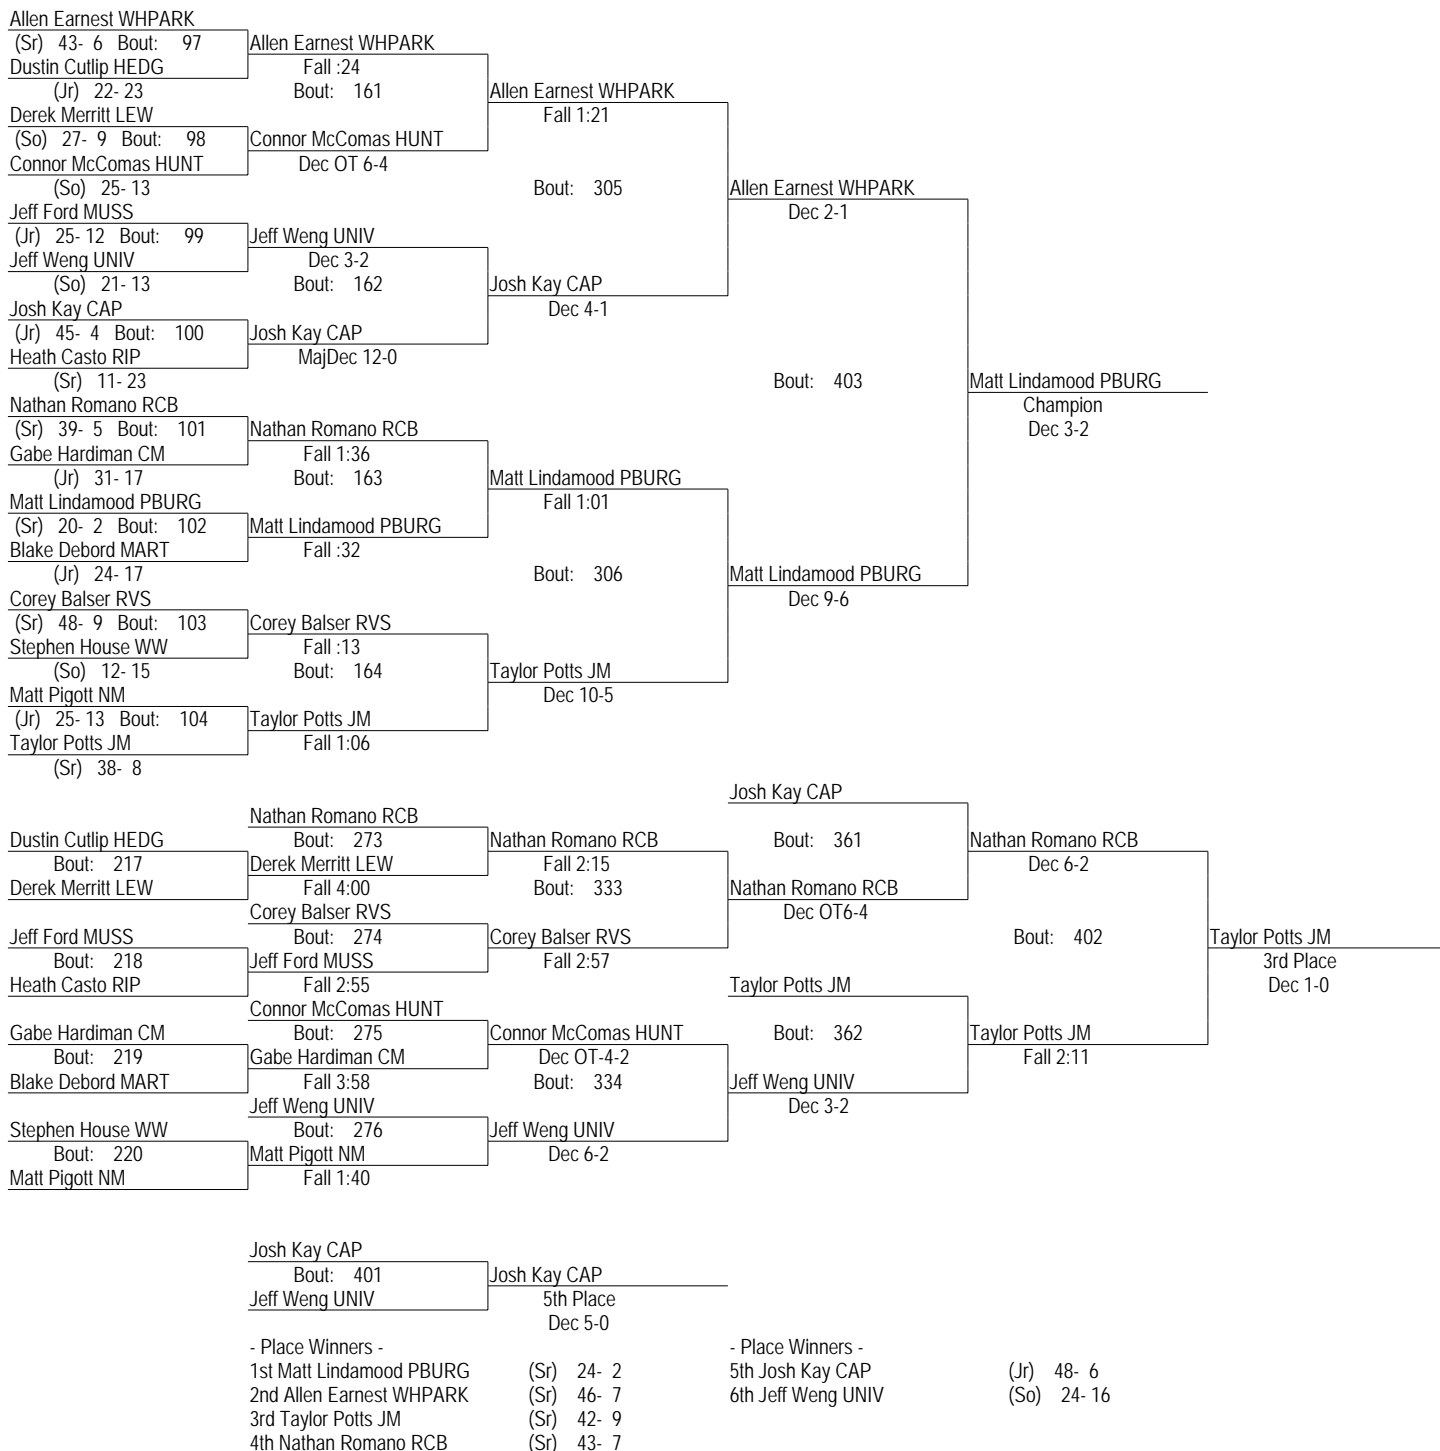 Allen Earnest WHPARK
(Sr) 43- 6 Bout: 97
Allen Earnest WHPARK
Dustin Cutlip HEDG
Fall :24
(Jr) 22- 23
Bout: 161
Allen Earnest WHPARK
Derek Merritt LEW
Fall 1:21
(So) 27- 9 Bout: 98
Connor McComas HUNT
Connor McComas HUNT
Dec OT 6-4
(So) 25- 13
Bout: 305
Allen Earnest WHPARK
Jeff Ford MUSS
Dec 2-1
(Jr) 25- 12 Bout: 99
Jeff Weng UNIV
Jeff Weng UNIV
Dec 3-2
(So) 21- 13
Bout: 162
Josh Kay CAP
Josh Kay CAP
Dec 4-1
(Jr) 45- 4 Bout: 100
Josh Kay CAP
Heath Casto RIP
MajDec 12-0
(Sr) 11- 23
Bout: 403
Matt Lindamood PBURG
Nathan Romano RCB
Champion
(Sr) 39- 5 Bout: 101
Nathan Romano RCB
Dec 3-2
Gabe Hardiman CM
Fall 1:36
(Jr) 31- 17
Bout: 163
Matt Lindamood PBURG
Matt Lindamood PBURG
Fall 1:01
(Sr) 20- 2 Bout: 102
Matt Lindamood PBURG
Blake Debord MART
Fall :32
(Jr) 24- 17
Bout: 306
Matt Lindamood PBURG
Corey Balser RVS
Dec 9-6
(Sr) 48- 9 Bout: 103
Corey Balser RVS
Stephen House WW
Fall :13
(So) 12- 15
Bout: 164
Taylor Potts JM
Matt Pigott NM
Dec 10-5
(Jr) 25- 13 Bout: 104
Taylor Potts JM
Taylor Potts JM
Fall 1:06
(Sr) 38- 8
Josh Kay CAP
Nathan Romano RCB
Dustin Cutlip HEDG
Bout: 273
Nathan Romano RCB
Bout: 361
Nathan Romano RCB
Bout: 217
Derek Merritt LEW
Fall 2:15
Dec 6-2
Derek Merritt LEW
Fall 4:00
Bout: 333
Nathan Romano RCB
Corey Balser RVS
Dec OT6-4
Jeff Ford MUSS
Bout: 274
Corey Balser RVS
Bout: 402
Taylor Potts JM
Bout: 218
Jeff Ford MUSS
Fall 2:57
3rd Place
Heath Casto RIP
Fall 2:55
Taylor Potts JM
Dec 1-0
Connor McComas HUNT
Gabe Hardiman CM
Bout: 275
Connor McComas HUNT
Bout: 362
Taylor Potts JM
Bout: 219
Gabe Hardiman CM
Dec OT-4-2
Fall 2:11
Blake Debord MART
Fall 3:58
Bout: 334
Jeff Weng UNIV
Jeff Weng UNIV
Dec 3-2
Stephen House WW
Bout: 276
Jeff Weng UNIV
Bout: 220
Matt Pigott NM
Dec 6-2
Matt Pigott NM
Fall 1:40
Josh Kay CAP
Bout: 401
Josh Kay CAP
Jeff Weng UNIV
5th Place
Dec 5-0
- Place Winners -
1st Matt Lindamood PBURG (Sr) 24- 2
2nd Allen Earnest WHPARK (Sr) 46- 7
3rd Taylor Potts JM (Sr) 42- 9
4th Nathan Romano RCB (Sr) 43- 7
- Place Winners -
5th Josh Kay CAP (Jr) 48- 6
6th Jeff Weng UNIV (So) 24- 16